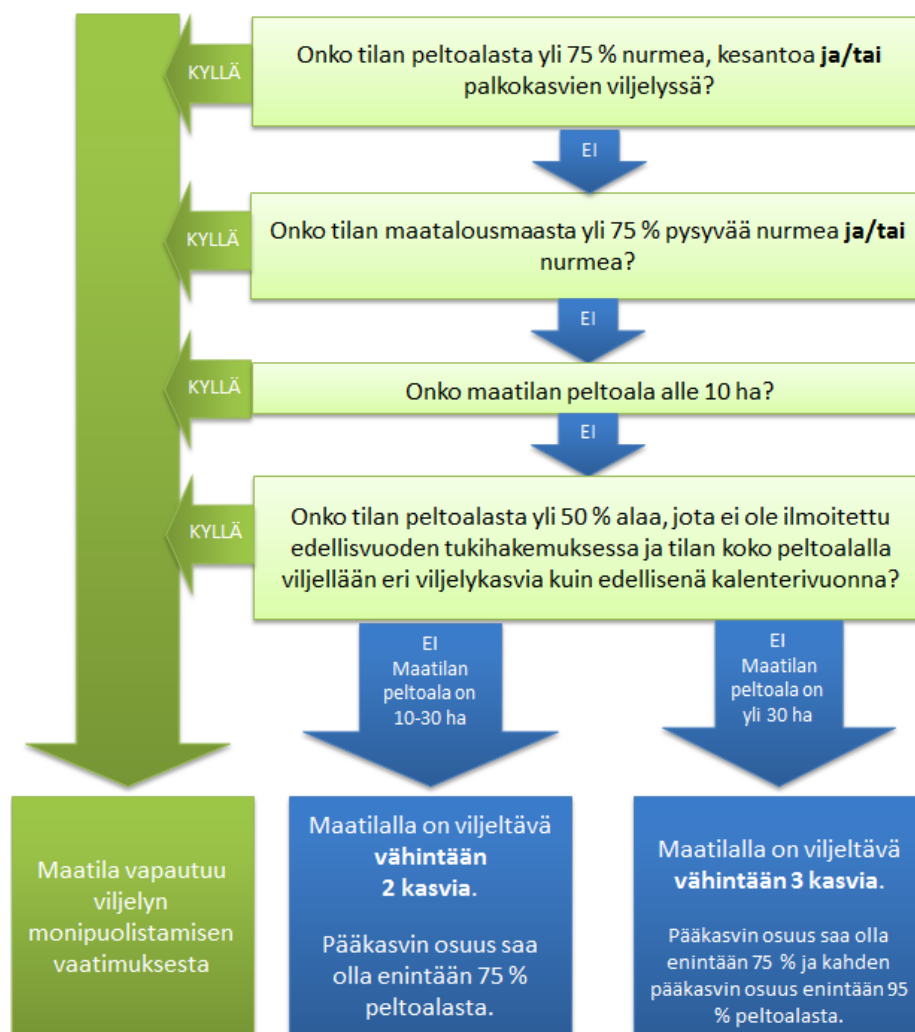 Onko tilan peltoalasta yli 75 % nurmea, kesantoa ja/tai
palkokasvien viljelyssä?
KYLLÄ
EI
Onko tilan maatalousmaasta yli 75 % pysyvää nurmea ja/tai
nurmea?
KYLLÄ
EI
Onko maatilan peltoala alle 10 ha?
KYLLÄ
EI
Onko tilan peltoalasta yli 50 % alaa, jota ei ole ilmoitettu
edellisvuoden tukihakemuksessa ja tilan koko peltoalalla
viljellään eri viljelykasvia kuin edellisenä kalenterivuonna?
KYLLÄ
EI
Maatilan
peltoala on
10-30 ha
EI
Maatilan
peltoala on
yli 30 ha
Maatila vapautuu
viljelyn
monipuolistamisen
vaatimuksesta
Maatilalla on viljeltävä
vähintään
2 kasvia.
Pääkasvin osuus saa
olla enintään 75 %
peltoalasta.
Maatilalla on viljeltävä
vähintään 3 kasvia.
Pääkasvin osuus saa olla
enintään 75 % ja kahden
pääkasvin osuus enintään 95
% peltoalasta.